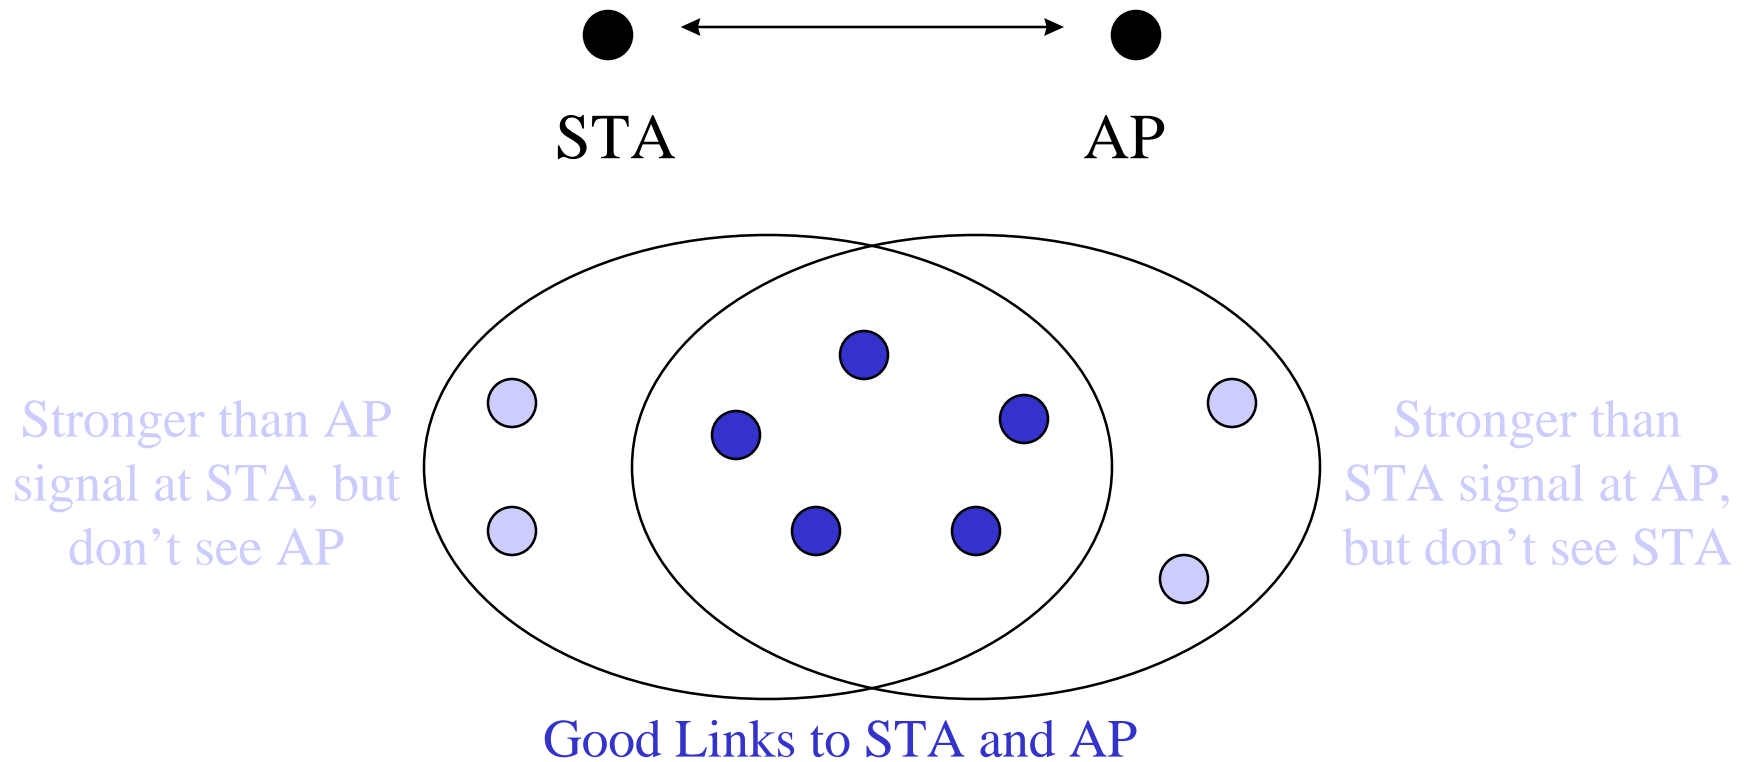 STA
AP
Stronger than AP
signal at STA, but
don’t see AP
Stronger than
STA signal at AP,
but don’t see STA
Good Links to STA and AP